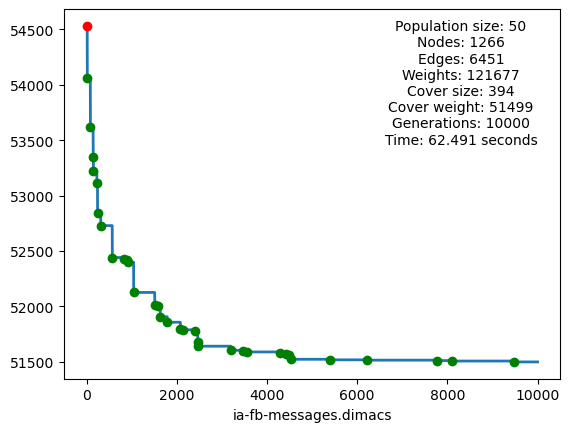 Population size: 50
Nodes: 1266
Edges: 6451
Weights: 121677
Cover size: 394
Cover weight: 51499
Generations: 10000
Time: 62.491 seconds
54500
54000
53500
53000
52500
52000
51500
0 2000 4000 6000 8000 10000
ia-fb-messages.dimacs